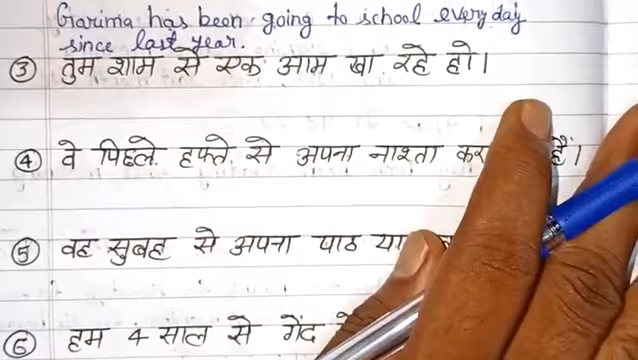 Garima has been going to school every day
since last year.
③ तुम शाम से एक आम खा रहे हो।
④ वे पिछले हफ्ते से अपना नाश्ता कर हैं।
⑤ वह सुबह से अपना पाठ
⑥ हम 4 साल से गेंद